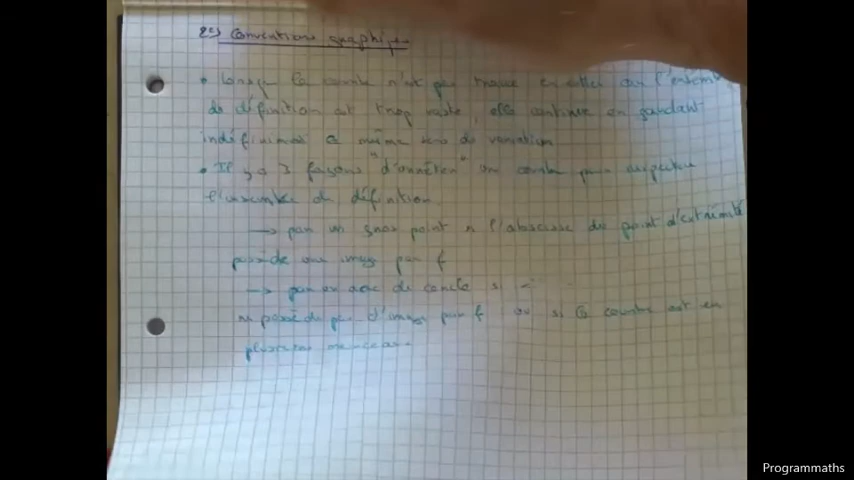 2°) Conventions graphiques
• Lorsque la courbe n'est pas tracée en entier car l'ensemble
de définition est trop vaste, elle continue en gardant
indéfiniment le même sens de variation
• Il y a 3 façons "d'arrêter" une courbe pour respecter
l'ensemble de définition.
→ par un gros point si l'abscisse du point d'extrémité
possède une image par f
→ par un arc de cercle si
ne possède pas d'image par f ou si la courbe est en
plusieurs morceaux.
Programmaths